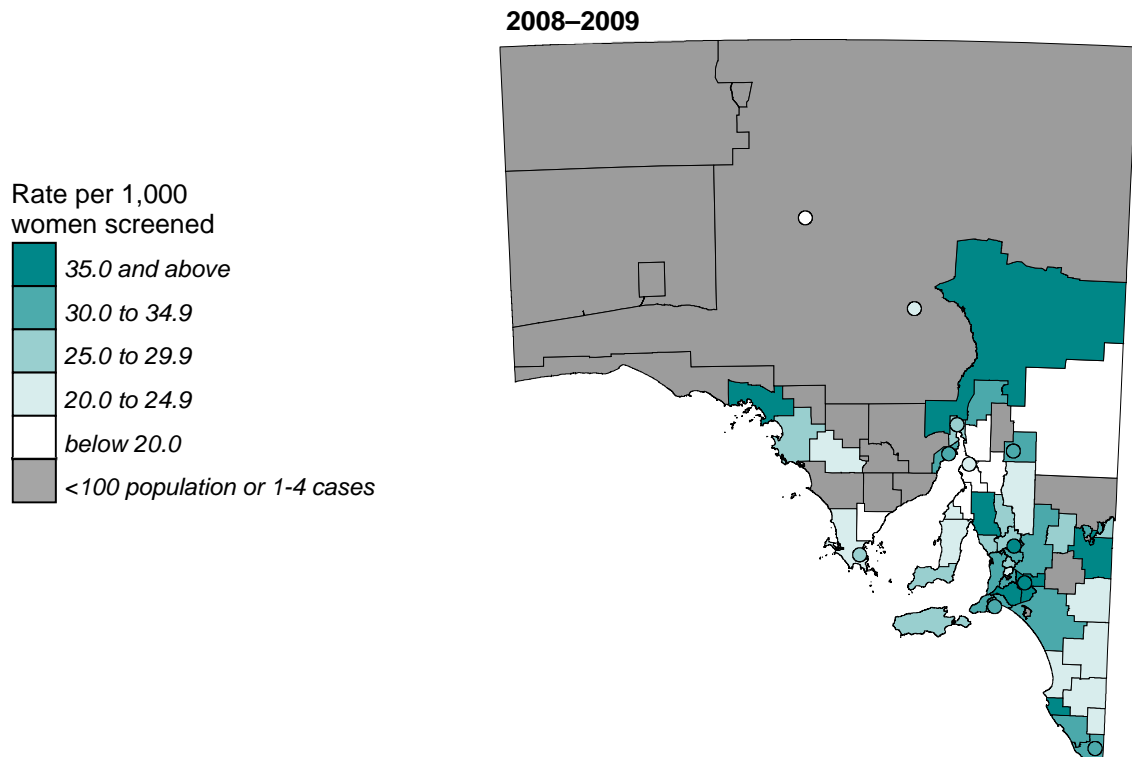 2008–2009
Rate per 1,000
women screened
35.0 and above
30.0 to 34.9
25.0 to 29.9
20.0 to 24.9
below 20.0
<100 population or 1-4 cases